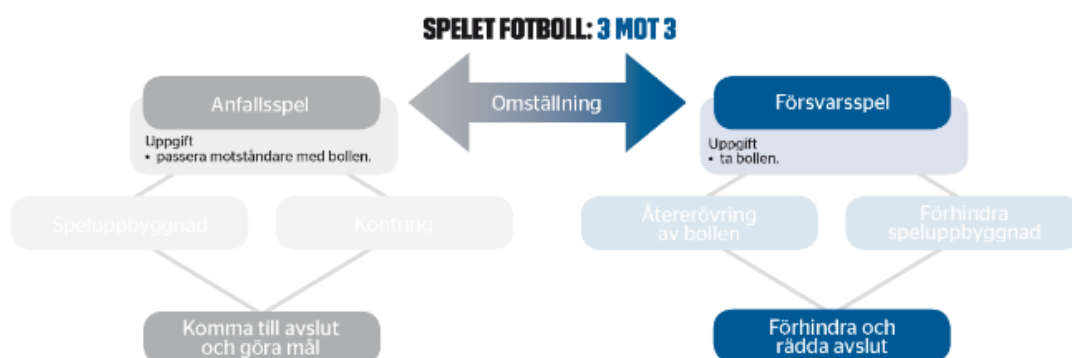 SPELET FOTBOLL: 3 MOT 3
Anfallsspel
Omställning
Försvarsspel
Uppgift
• passera motståndare med bollen.
Uppgift
• ta bollen.
Speluppbyggnad
Kontring
Återerövring
av bollen
Förhindra
speluppbyggnad
Komma till avslut
och göra mål
Förhindra och
rädda avslut